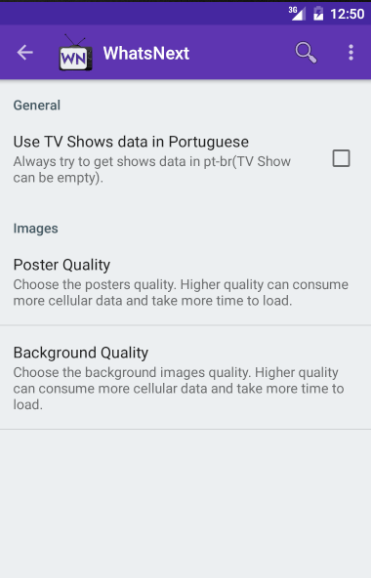 3G 12:50
WN WhatsNext
General
Use TV Shows data in Portuguese
Always try to get shows data in pt-br(TV Show
can be empty).
Images
Poster Quality
Choose the posters quality. Higher quality can consume
more cellular data and take more time to load.
Background Quality
Choose the background images quality. Higher quality
can consume more cellular data and take more time to
load.